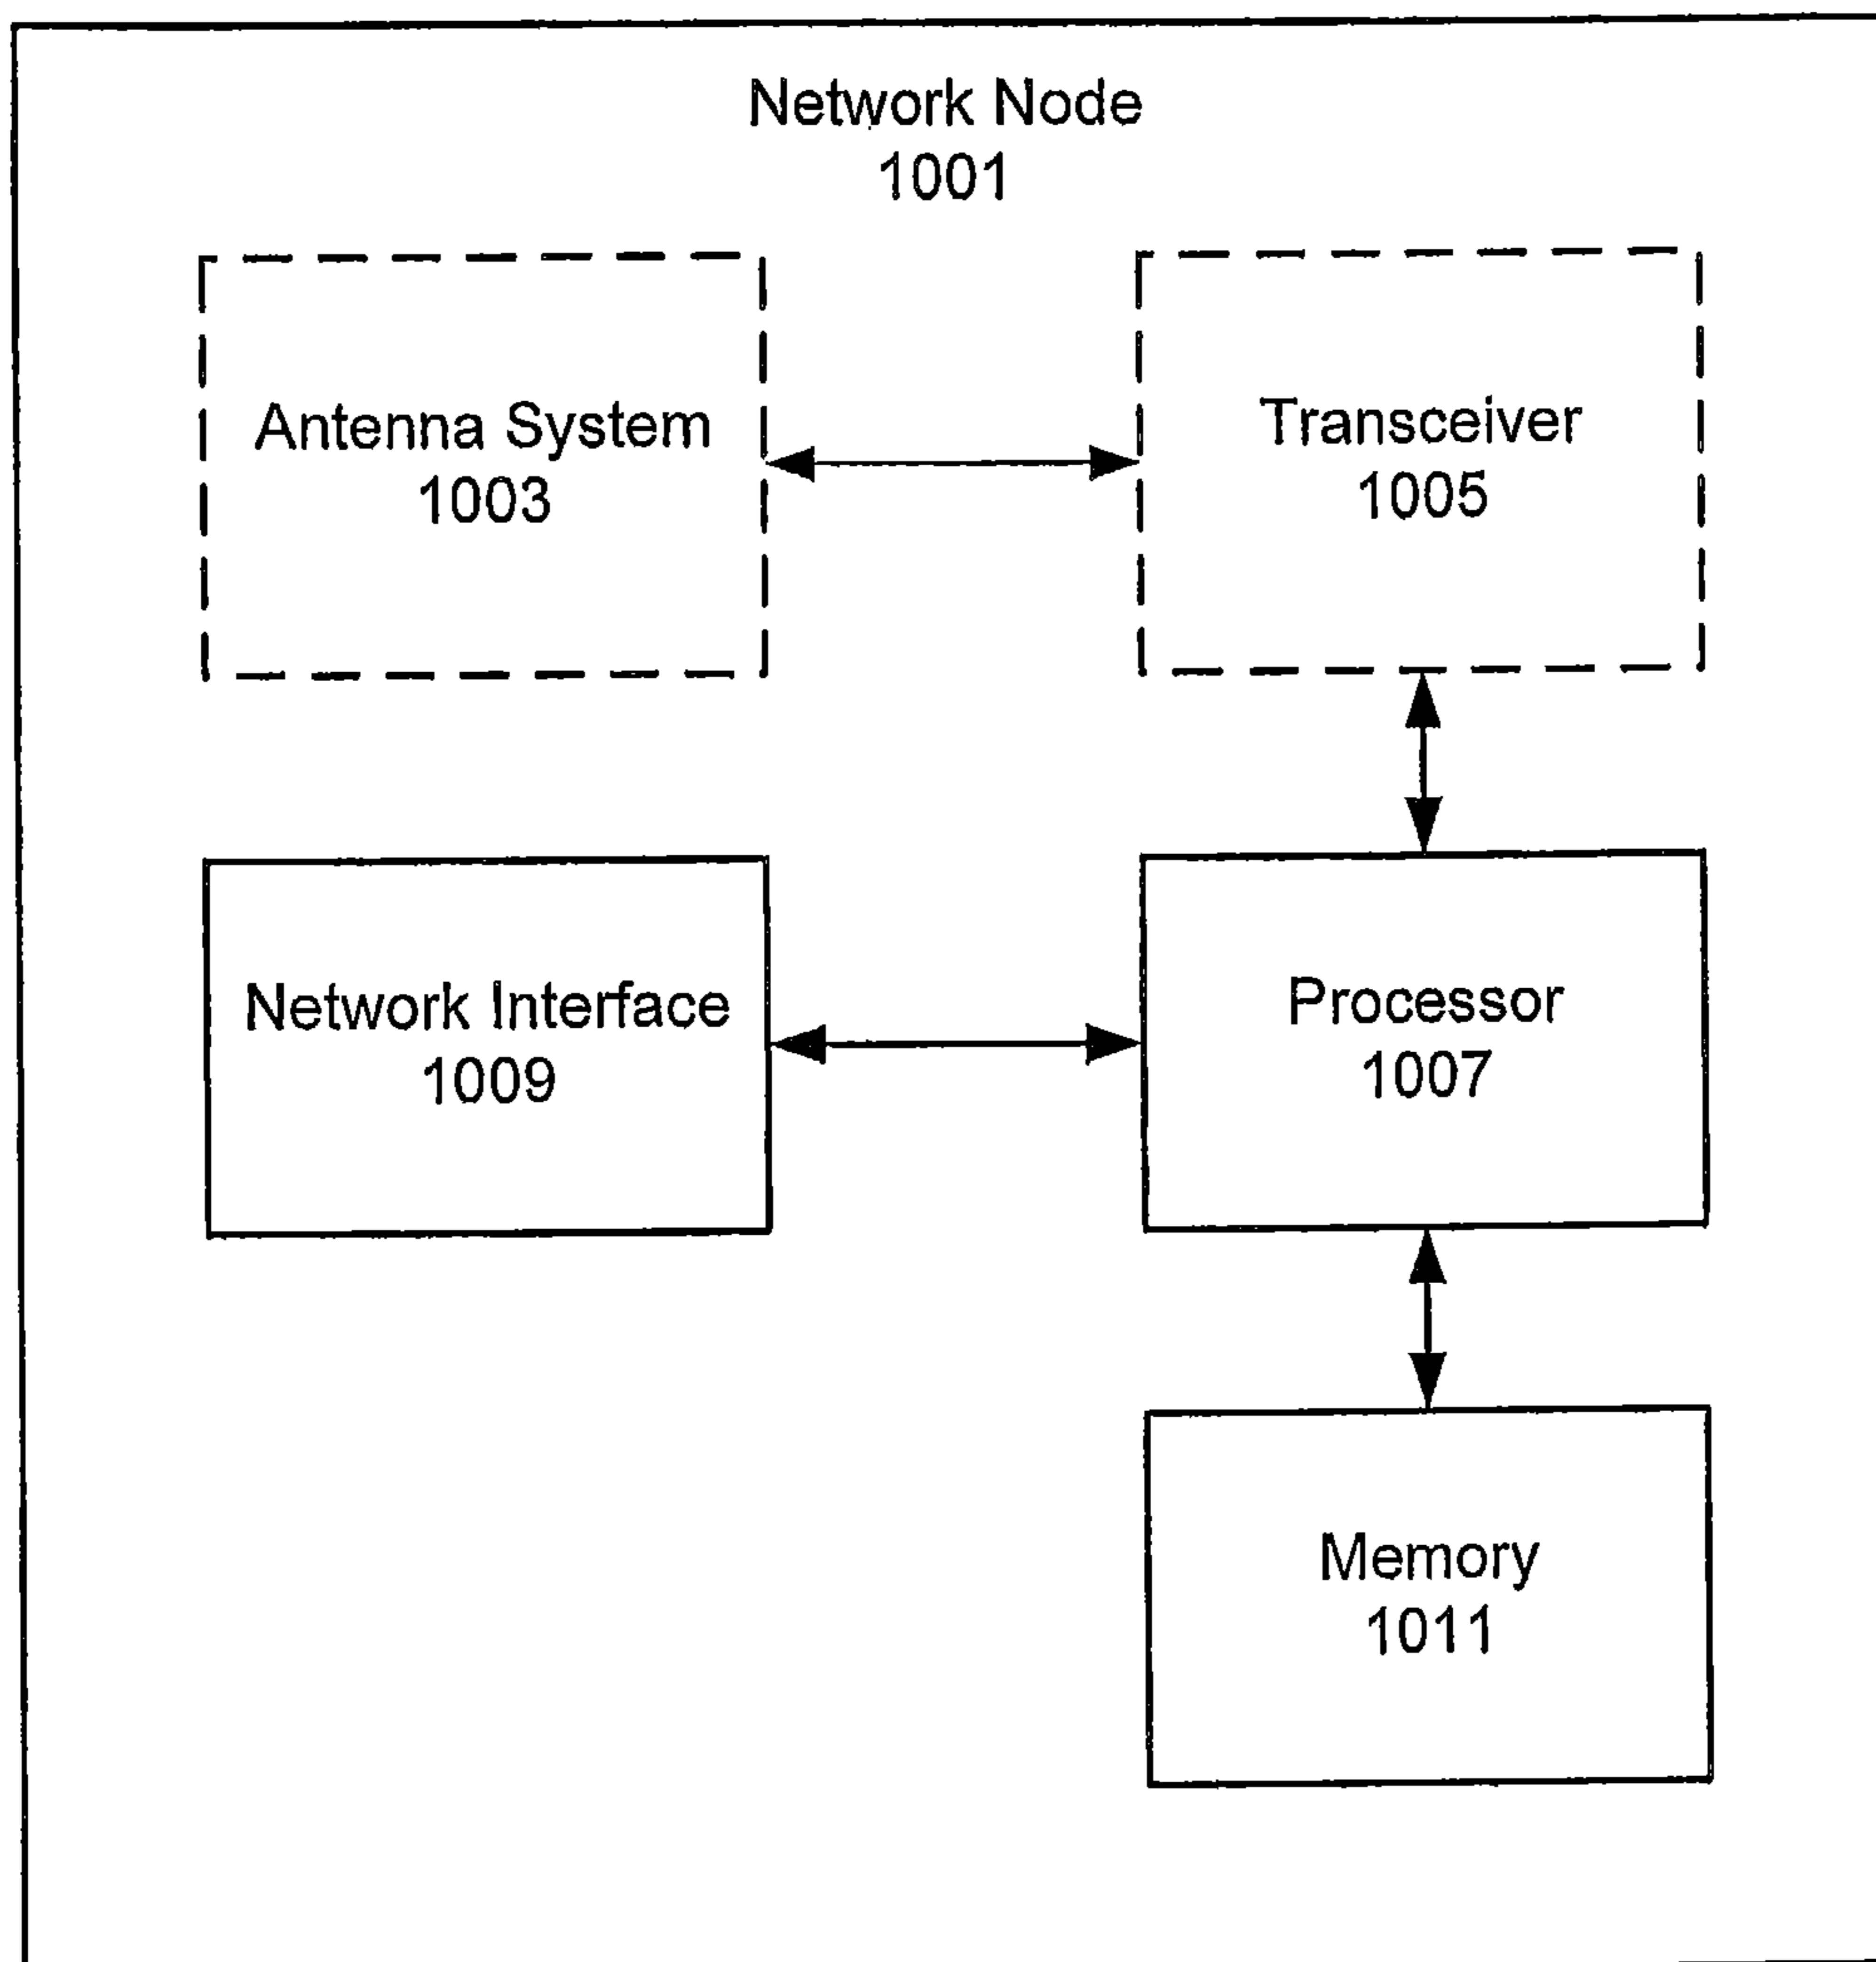 Network Node
1001
Antenna System
1003
Transceiver
1005
Network Interface
1009
Processor
1007
Memory
1011